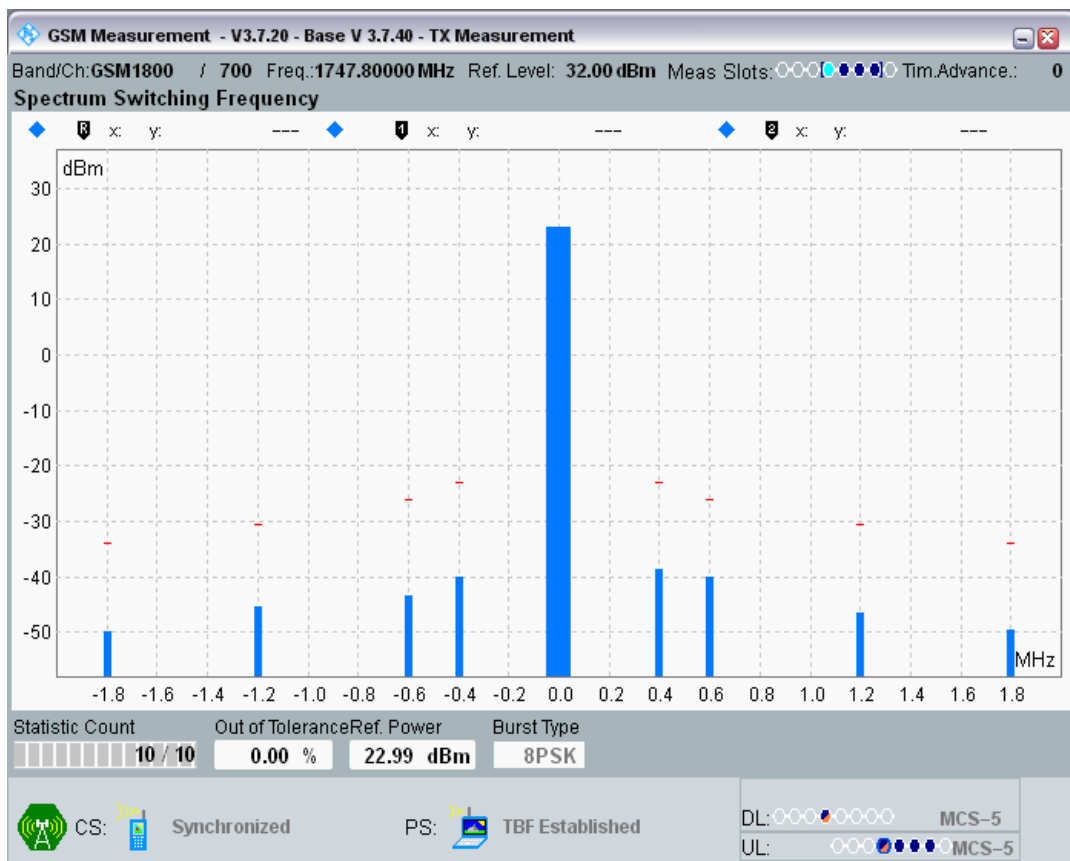 GSM Measurement - V3.7.20 - Base V 3.7.40 - TX Measurement
Band/Ch:GSM1800 / 700 Freq.:1747.80000 MHz Ref. Level: 32.00 dBm Meas Slots: Tim.Advance.: 0
Spectrum Switching Frequency
R x: y: --- 1 x: y: --- 2 x: y: ---
dBm
30
20
10
0
-10
-20
-30
-40
-50
MHz
-1.8 -1.6 -1.4 -1.2 -1.0 -0.8 -0.6 -0.4 -0.2 0.0 0.2 0.4 0.6 0.8 1.0 1.2 1.4 1.6 1.8
Statistic Count Out of Tolerance Ref. Power Burst Type
10 / 10 0.00 % 22.99 dBm 8PSK
CS: Synchronized PS: TBF Established
DL: MCS-5
UL: MCS-5